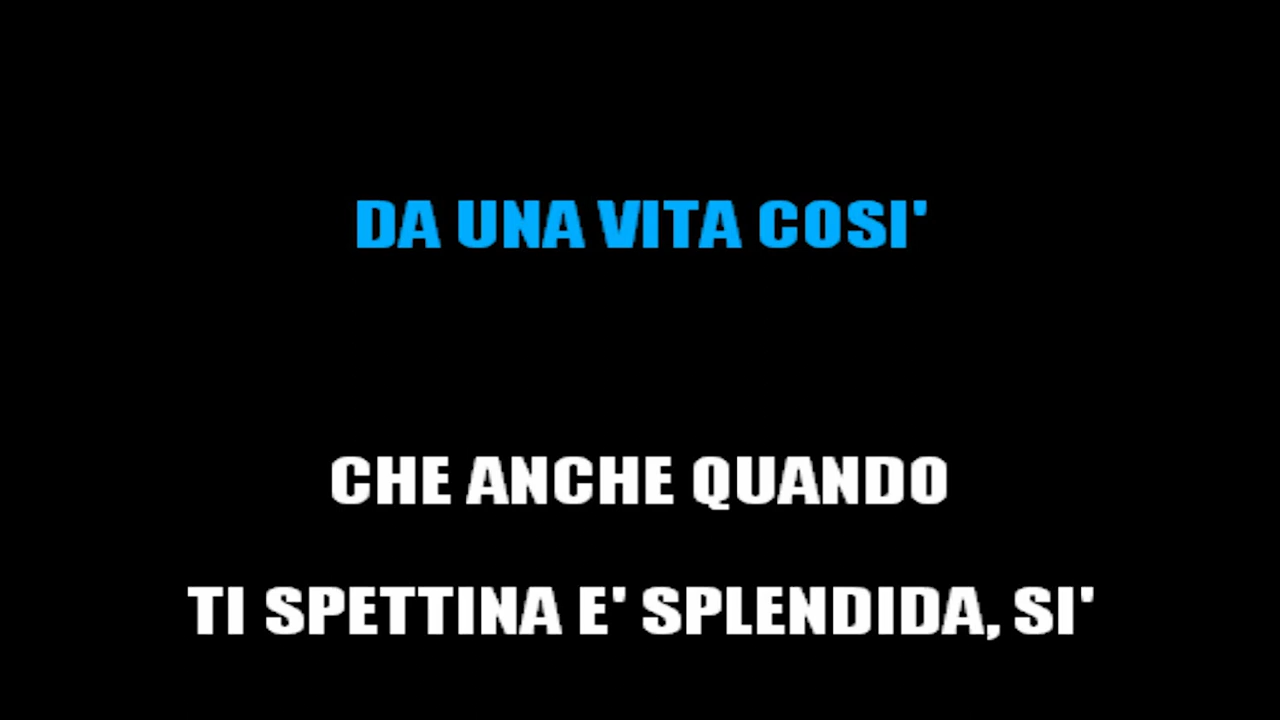 DA UNA VITA COSI'
CHE ANCHE QUANDO
TI SPETTINA E' SPLENDIDA, SI'